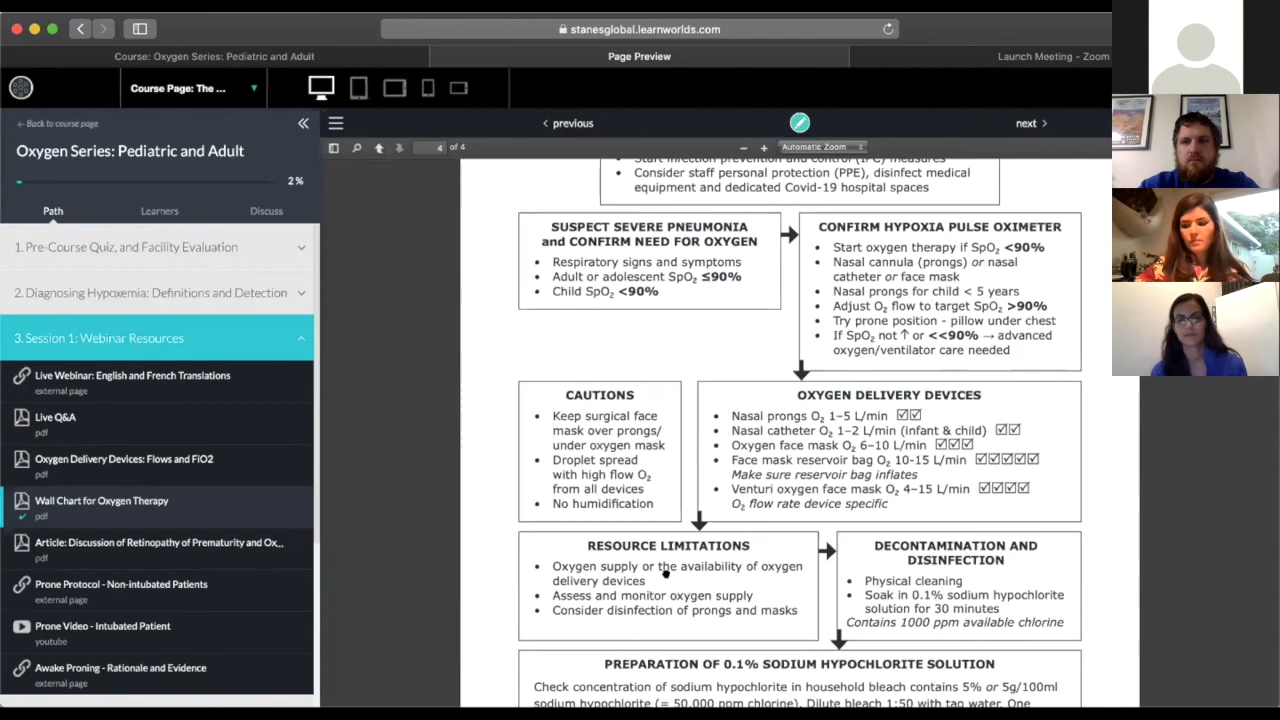 stanesglobal.learnworlds.com
Course: Oxygen Series: Pediatric and Adult
Page Preview
Launch Meeting - Zoom
Course Page: The ...
← Back to course page
Oxygen Series: Pediatric and Adult
2%
Path
Learners
Discuss
1. Pre-Course Quiz, and Facility Evaluation
2. Diagnosing Hypoxemia: Definitions and Detection
3. Session 1: Webinar Resources
Live Webinar: English and French Translations
external page
Live Q&A
pdf
Oxygen Delivery Devices: Flows and FiO2
pdf
Wall Chart for Oxygen Therapy
pdf
Article: Discussion of Retinopathy of Prematurity and Ox...
pdf
Prone Protocol - Non-intubated Patients
external page
Prone Video - Intubated Patient
youtube
Awake Proning - Rationale and Evidence
external page
‹ previous
next ›
4 of 4
Automatic Zoom
• Start infection prevention and control (IPC) measures
• Consider staff personal protection (PPE), disinfect medical
equipment and dedicated Covid-19 hospital spaces
SUSPECT SEVERE PNEUMONIA
and CONFIRM NEED FOR OXYGEN
• Respiratory signs and symptoms
• Adult or adolescent SpO₂ ≤90%
• Child SpO₂ <90%
CONFIRM HYPOXIA PULSE OXIMETER
• Start oxygen therapy if SpO₂ <90%
• Nasal cannula (prongs) or nasal
catheter or face mask
• Nasal prongs for child < 5 years
• Adjust O₂ flow to target SpO₂ >90%
• Try prone position - pillow under chest
• If SpO₂ not ↑ or <<90% → advanced
oxygen/ventilator care needed
CAUTIONS
• Keep surgical face
mask over prongs/
under oxygen mask
• Droplet spread
with high flow O₂
from all devices
• No humidification
OXYGEN DELIVERY DEVICES
• Nasal prongs O₂ 1–5 L/min ☑☑
• Nasal catheter O₂ 1–2 L/min (infant & child) ☑☑
• Oxygen face mask O₂ 6–10 L/min ☑☑☑
• Face mask reservoir bag O₂ 10-15 L/min ☑☑☑☑☑
Make sure reservoir bag inflates
• Venturi oxygen face mask O₂ 4–15 L/min ☑☑☑☑
O₂ flow rate device specific
RESOURCE LIMITATIONS
• Oxygen supply or the availability of oxygen
delivery devices
• Assess and monitor oxygen supply
• Consider disinfection of prongs and masks
DECONTAMINATION AND
DISINFECTION
• Physical cleaning
• Soak in 0.1% sodium hypochlorite
solution for 30 minutes
Contains 1000 ppm available chlorine
PREPARATION OF 0.1% SODIUM HYPOCHLORITE SOLUTION
Check concentration of sodium hypochlorite in household bleach contains 5% or 5g/100ml
sodium hypochlorite (= 50,000 ppm chlorine). Dilute bleach 1:50 with tap water. One